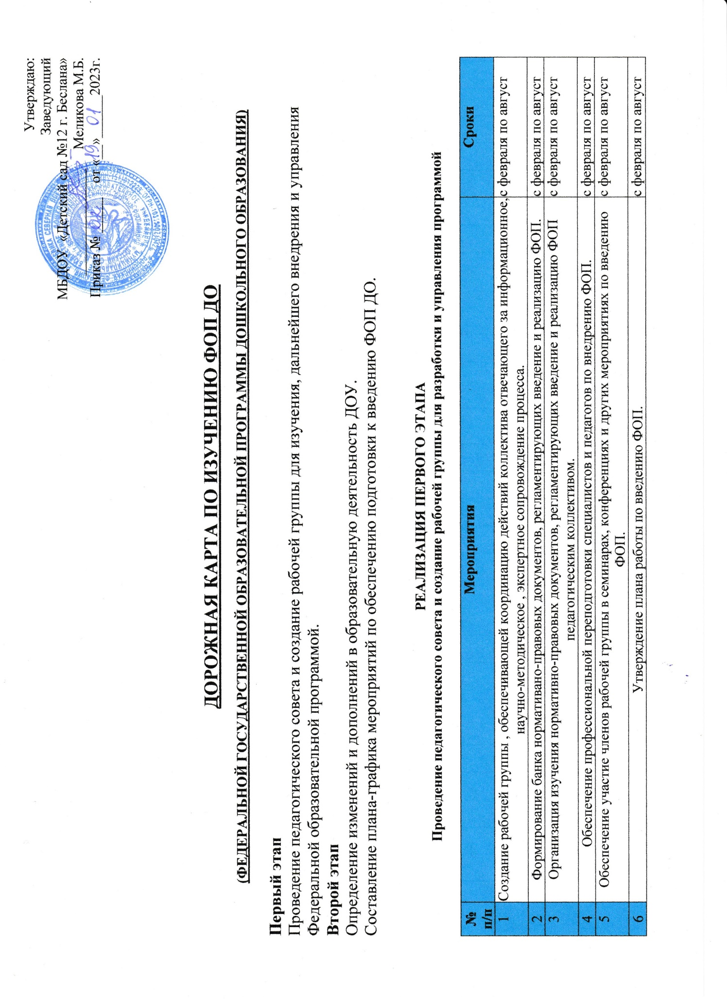 Утверждаю:
Заведующий
МБДОУ «Детский сад №12 г. Беслана»
Меликова М.Б.
Приказ № от «19» 01 2023г.
ДОРОЖНАЯ КАРТА ПО ИЗУЧЕНИЮ ФОП ДО
(ФЕДЕРАЛЬНОЙ ГОСУДАРСТВЕННОЙ ОБРАЗОВАТЕЛЬНОЙ ПРОГРАММЫ ДОШКОЛЬНОГО ОБРАЗОВАНИЯ)
Первый этап
Проведение педагогического совета и создание рабочей группы для изучения, дальнейшего внедрения и управления
Федеральной образовательной программой.
Второй этап
Определение изменений и дополнений в образовательную деятельность ДОУ.
Составление плана-графика мероприятий по обеспечению подготовки к введению ФОП ДО.
РЕАЛИЗАЦИЯ ПЕРВОГО ЭТАПА
Проведение педагогического совета и создание рабочей группы для разработки и управления программой
№ Мероприятия Сроки
п/п
1 Создание рабочей группы , обеспечивающей координацию действий коллектива отвечающего за информационное, с февраля по август
научно-методическое , экспертное сопровождение процесса.
2 Формирование банка нормативано-правовых документов, регламентирующих введение и реализацию ФОП. с февраля по август
3 Организация изучения нормативно-правовых документов, регламентирующих введение и реализацию ФОП с февраля по август
педагогическим коллективом.
4 Обеспечение профессиональной переподготовки специалистов и педагогов по внедрению ФОП. с февраля по август
5 Обеспечение участие членов рабочей группы в семинарах, конференциях и других мероприятиях по введению с февраля по август
ФОП.
6 Утверждение плана работы по введению ФОП. с февраля по август